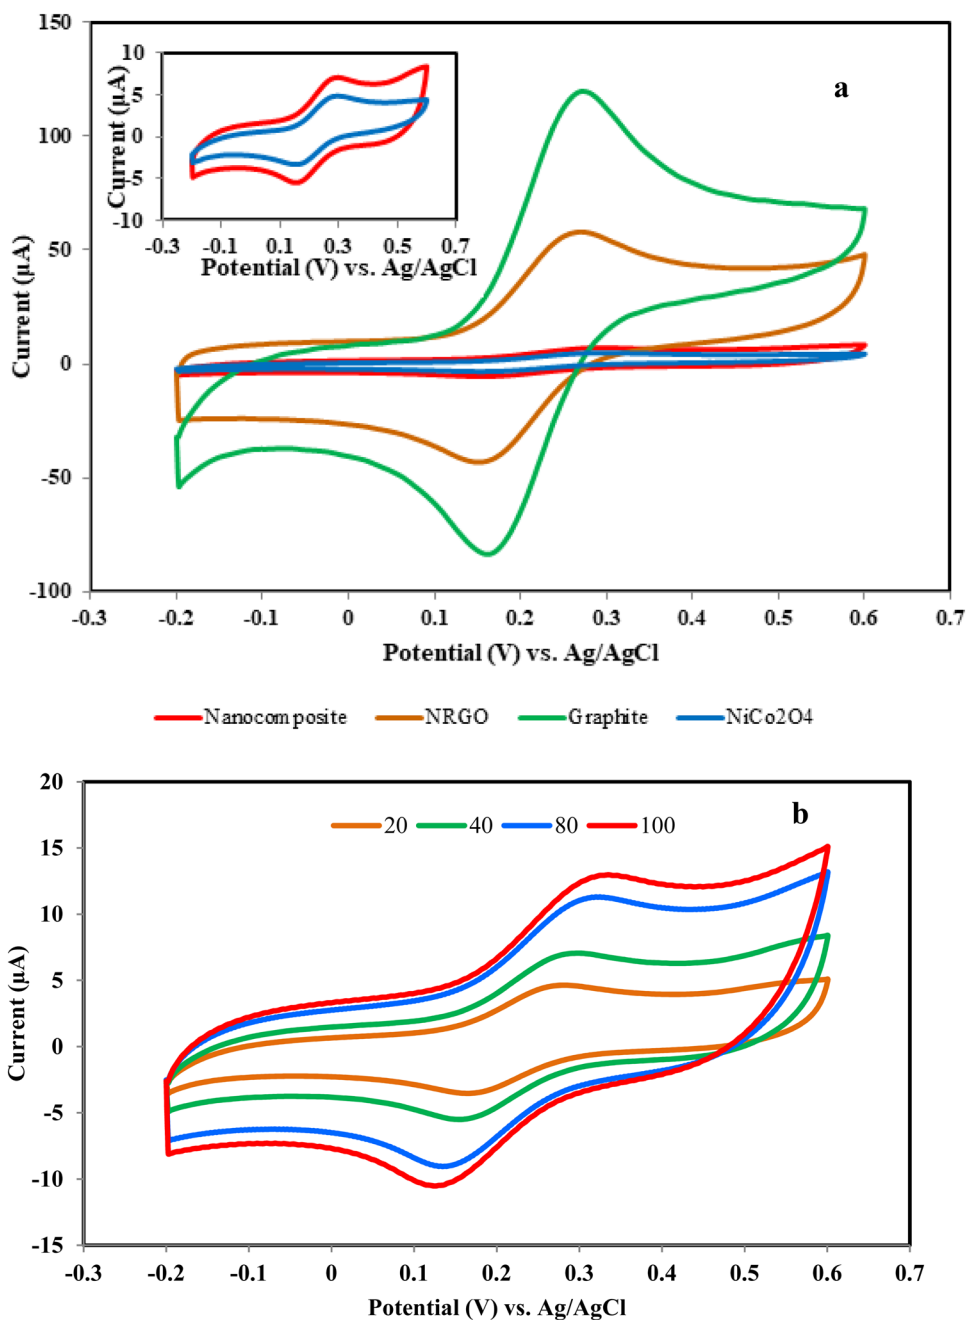 150
100
50
0
-50
-100
Current (µA)
a
10
5
0
-5
-10
Current (µA)
-0.3 -0.1 0.1 0.3 0.5 0.7
Potential (V) vs. Ag/AgCl
-0.3 -0.2 -0.1 0 0.1 0.2 0.3 0.4 0.5 0.6 0.7
Potential (V) vs. Ag/AgCl
Nanocomposite NRGO Graphite NiCo2O4
20
15
10
5
0
-5
-10
-15
Current (µA)
b
20 40 80 100
-0.3 -0.2 -0.1 0 0.1 0.2 0.3 0.4 0.5 0.6 0.7
Potential (V) vs. Ag/AgCl